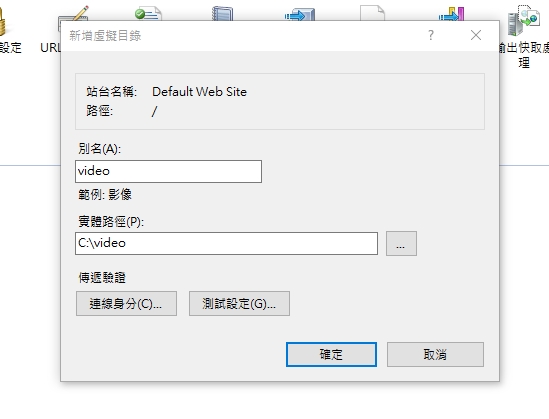 設定
URL
輸出快取處
理
新增虛擬目錄
?
站台名稱: Default Web Site
路徑: /
別名(A):
video
範例: 影像
實體路徑(P):
C:\video
...
傳遞驗證
連線身分(C)...
測試設定(G)...
確定
取消